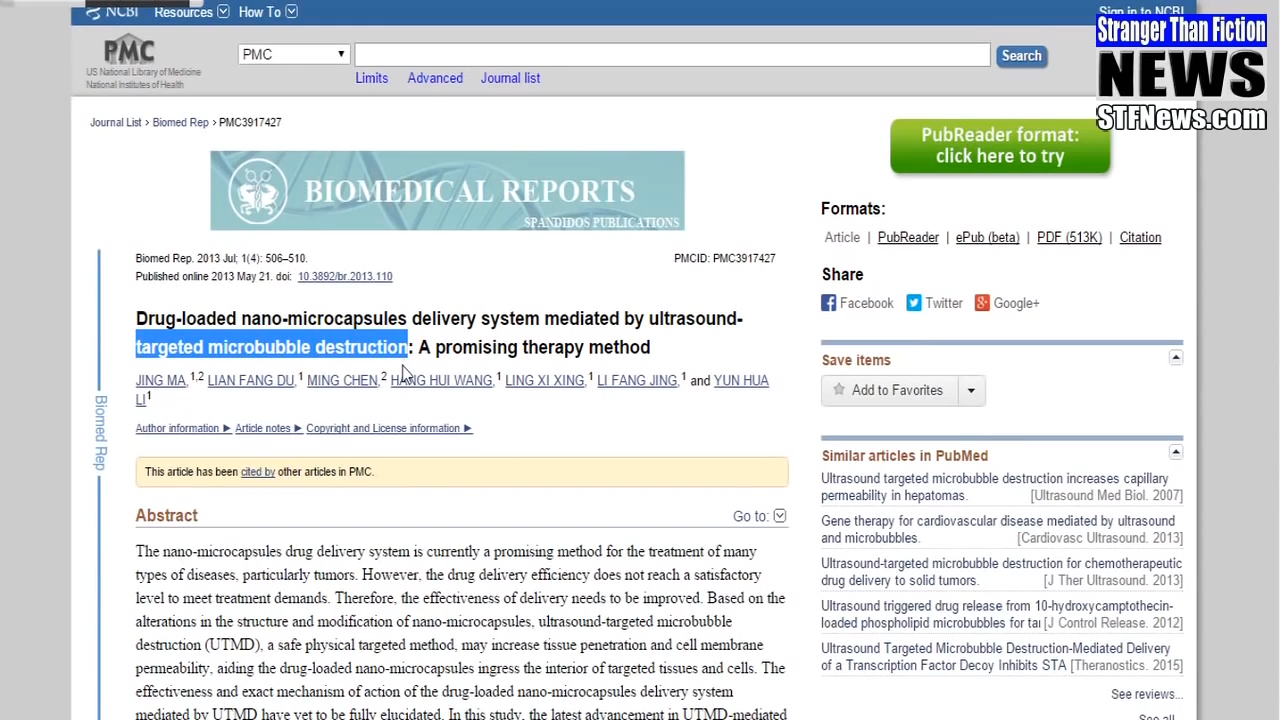 NCBI Resources How To Sign in to NCBI
Stranger Than Fiction
NEWS
STFNews.com
PMC
US National Library of Medicine
National Institutes of Health
PMC
Search
Limits Advanced Journal list
Journal List > Biomed Rep > PMC3917427
PubReader format:
click here to try
BIOMEDICAL REPORTS
SPANDIDOS PUBLICATIONS
Biomed Rep
Biomed Rep. 2013 Jul; 1(4): 506–510. PMCID: PMC3917427
Published online 2013 May 21. doi: 10.3892/br.2013.110
Drug-loaded nano-microcapsules delivery system mediated by ultrasound-
targeted microbubble destruction: A promising therapy method
JING MA,1,2 LIAN FANG DU,1 MING CHEN,2 HANG HUI WANG,1 LING XI XING,1 LI FANG JING,1 and YUN HUA
LI1
Author information ► Article notes ► Copyright and License information ►
This article has been cited by other articles in PMC.
Abstract Go to:
The nano-microcapsules drug delivery system is currently a promising method for the treatment of many
types of diseases, particularly tumors. However, the drug delivery efficiency does not reach a satisfactory
level to meet treatment demands. Therefore, the effectiveness of delivery needs to be improved. Based on the
alterations in the structure and modification of nano-microcapsules, ultrasound-targeted microbubble
destruction (UTMD), a safe physical targeted method, may increase tissue penetration and cell membrane
permeability, aiding the drug-loaded nano-microcapsules ingress the interior of targeted tissues and cells. The
effectiveness and exact mechanism of action of the drug-loaded nano-microcapsules delivery system
mediated by UTMD have yet to be fully elucidated. In this study, the latest advancement in UTMD-mediated
Formats:
Article | PubReader | ePub (beta) | PDF (513K) | Citation
Share
Facebook Twitter Google+
Save items
Add to Favorites
Similar articles in PubMed
Ultrasound targeted microbubble destruction increases capillary
permeability in hepatomas. [Ultrasound Med Biol. 2007]
Gene therapy for cardiovascular disease mediated by ultrasound
and microbubbles. [Cardiovasc Ultrasound. 2013]
Ultrasound-targeted microbubble destruction for chemotherapeutic
drug delivery to solid tumors. [J Ther Ultrasound. 2013]
Ultrasound triggered drug release from 10-hydroxycamptothecin-
loaded phospholipid microbubbles for ta [J Control Release. 2012]
Ultrasound Targeted Microbubble Destruction-Mediated Delivery
of a Transcription Factor Decoy Inhibits STA [Theranostics. 2015]
See reviews...
See all...